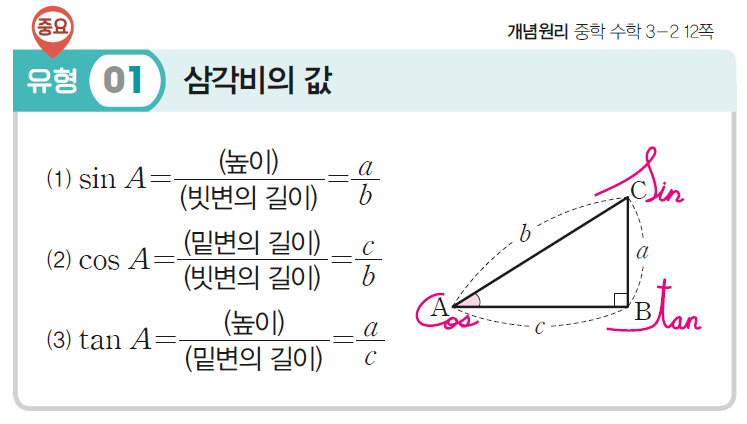 중요
개념원리 중학 수학 3-2 12쪽
유형 01 삼각비의 값
(1) sin A=(높이)/(빗변의 길이)=a/b
(2) cos A=(밑변의 길이)/(빗변의 길이)=c/b
(3) tan A=(높이)/(밑변의 길이)=a/c
C Sin
b
a
A Cos
B tan
c